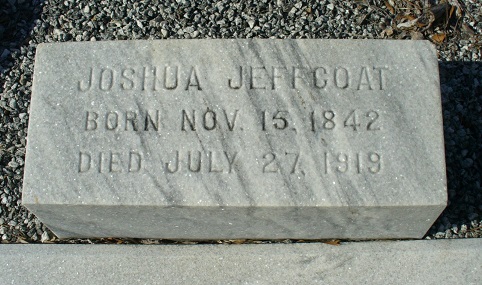 JOSHUA JEFFCOAT
BORN NOV. 15, 1842
DIED JULY 27, 1919